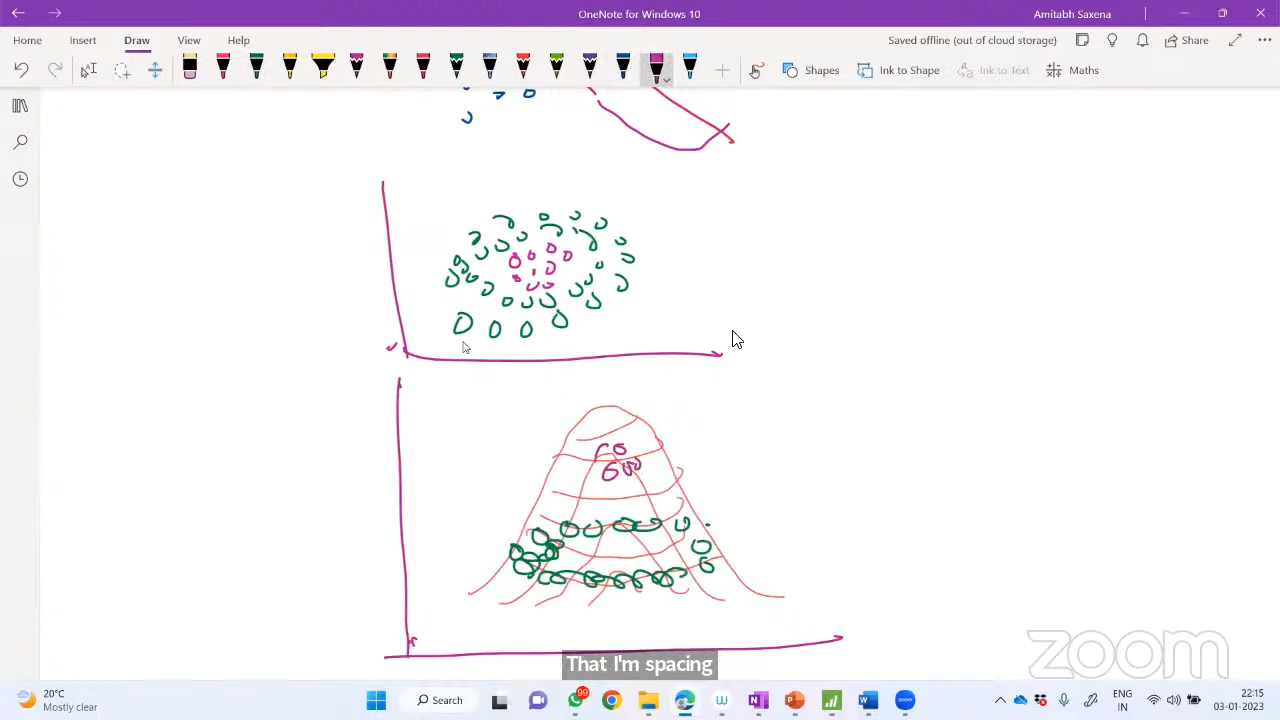 OneNote for Windows 10
Amitabh Saxena
Home Insert Draw View Help
Saved offline (out of cloud storage)
Share
Shapes
Ink to Shape
Ink to Text
Maths
That I'm spacing
zoom
20°C
Mostly clou
Search
99
ENG
IN
22:15
03-01-2023